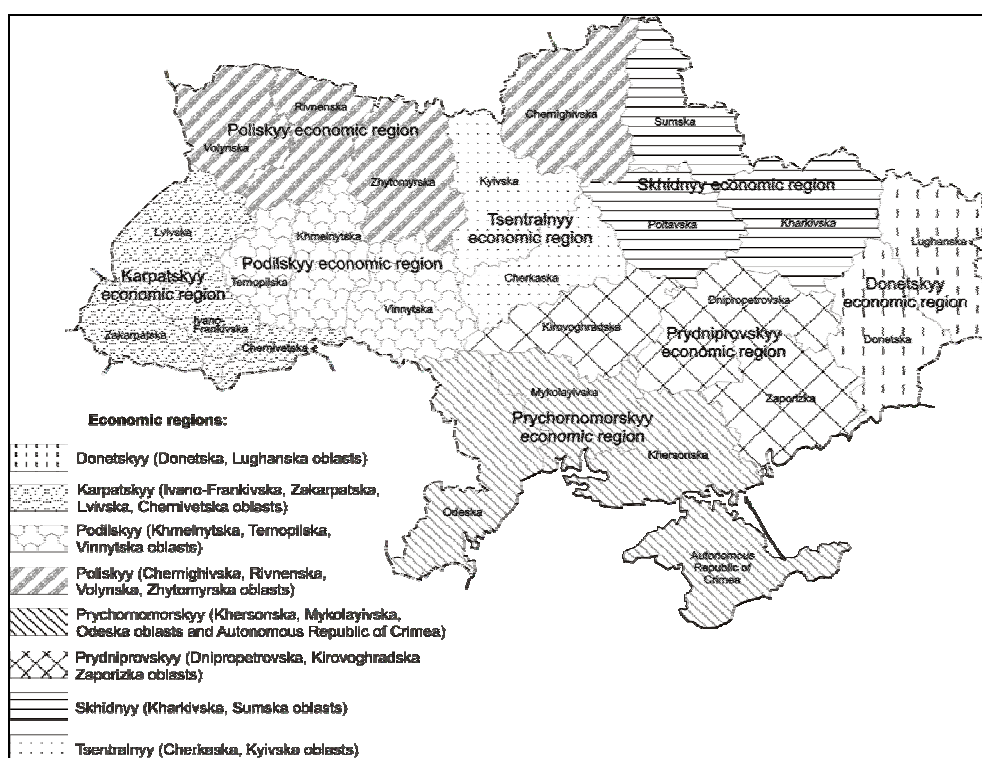 Rivnenska
Poliskyy economic region
Volynska
Zhytomyrska
Chernighivska
Sumska
Kyivska
Skhidnyy economic region
Tsentralnyy
economic region
Poltavska
Kharkivska
Lughanska
Lvivska
Khmelnytska
Podilskyy economic region
Karpatskyy
economic region
Ternopilska
Cherkaska
Donetskyy
economic region
Dnipropetrovska
Vinnytska
Kirovoghradska
Prydniprovskyy
economic region
Ivano-
Frankivska
Zakarpatska
Chernivetska
Donetska
Mykolayivska
Zaporizka
Prychornomorskyy
economic region
Khersonska
Odeska
Autonomous
Republic of
Crimea
Economic regions:
Donetskyy (Donetska, Lughanska oblasts)
Karpatskyy (Ivano-Frankivska, Zakarpatska,
Lvivska, Chernivetska oblasts)
Podilskyy (Khmelnytska, Ternopilska,
Vinnytska oblasts)
Poliskyy (Chernighivska, Rivnenska,
Volynska, Zhytomyrska oblasts)
Prychornomorskyy (Khersonska, Mykolayivska,
Odeska oblasts and Autonomous Republic of Crimea)
Prydniprovskyy (Dnipropetrovska, Kirovoghradska
Zaporizka oblasts)
Skhidnyy (Kharkivska, Sumska oblasts)
Tsentralnyy (Cherkaska, Kyivska oblasts)